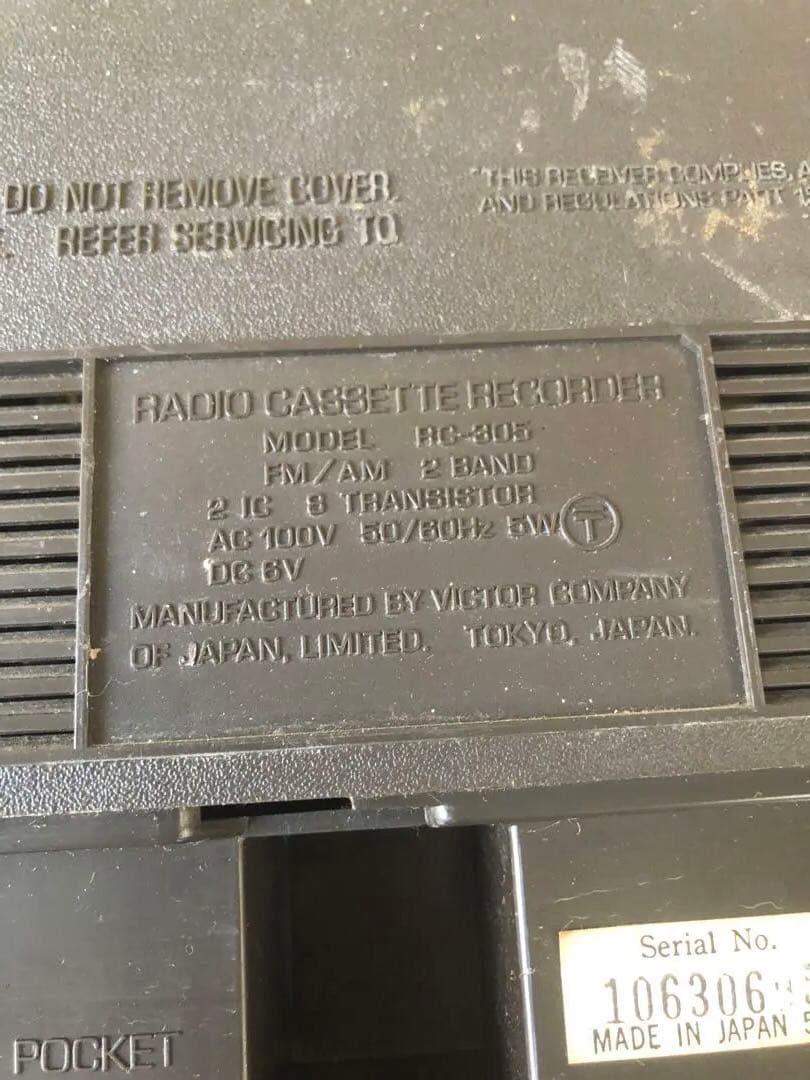 DO NOT REMOVE COVER.
REFER SERVICING TO
"THIS RECEIVER COMPLIES, A
AND REGULATIONS PART 1
RADIO CASSETTE RECORDER
MODEL RC-305
FM/AM 2 BAND
2 IC 8 TRANSISTOR
AC 100V 50/60Hz 5W T
DC 6V
MANUFACTURED BY VICTOR COMPANY
OF JAPAN, LIMITED. TOKYO, JAPAN.
POCKET
Serial No.
106306
MADE IN JAPAN